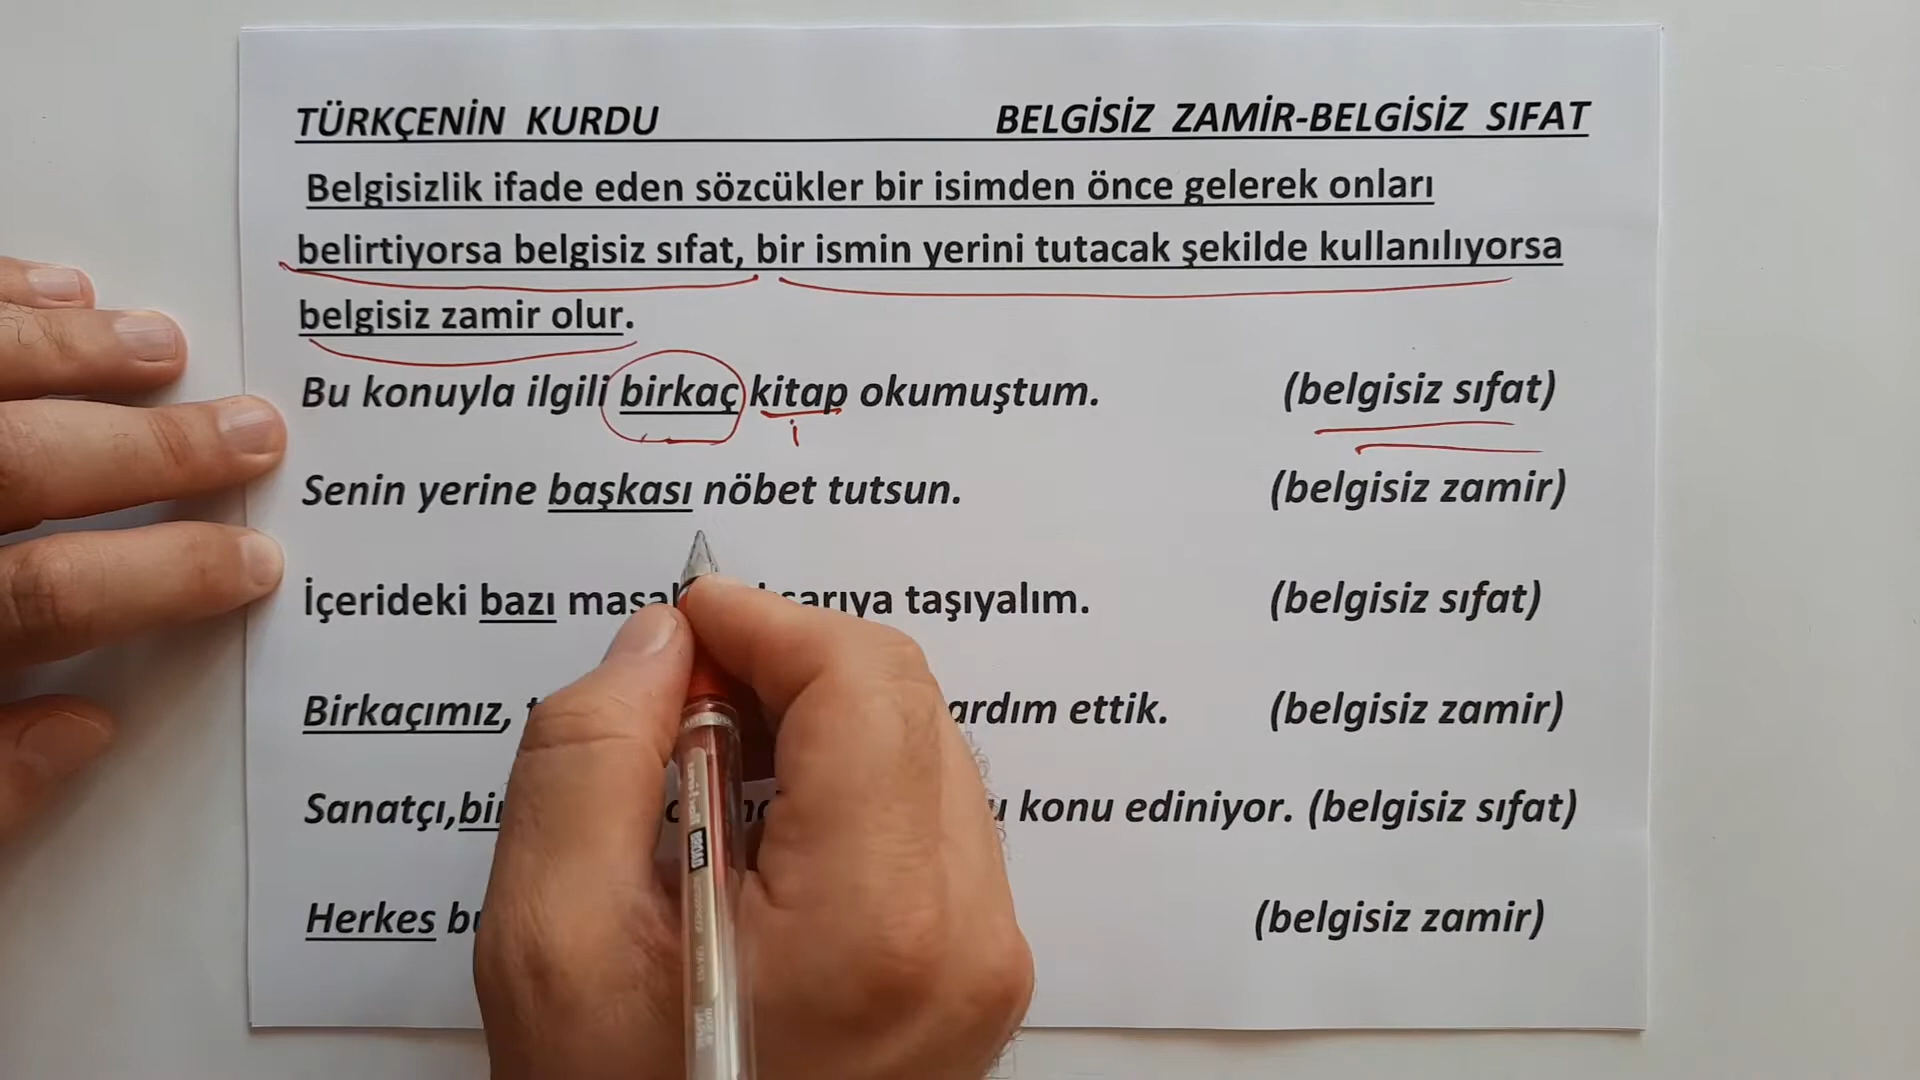 TÜRKÇENİN KURDU BELGİSİZ ZAMİR-BELGİSİZ SIFAT
Belgisizlik ifade eden sözcükler bir isimden önce gelerek onları
belirtiyorsa belgisiz sıfat, bir ismin yerini tutacak şekilde kullanılıyorsa
belgisiz zamir olur.
Bu konuyla ilgili birkaç kitap okumuştum. (belgisiz sıfat)
i
Senin yerine başkası nöbet tutsun. (belgisiz zamir)
İçerideki bazı taşıyalım. (belgisiz sıfat)
Birkaçımız, ettik. (belgisiz zamir)
Sanatçı, konu ediniyor. (belgisiz sıfat)
Herkes (belgisiz zamir)